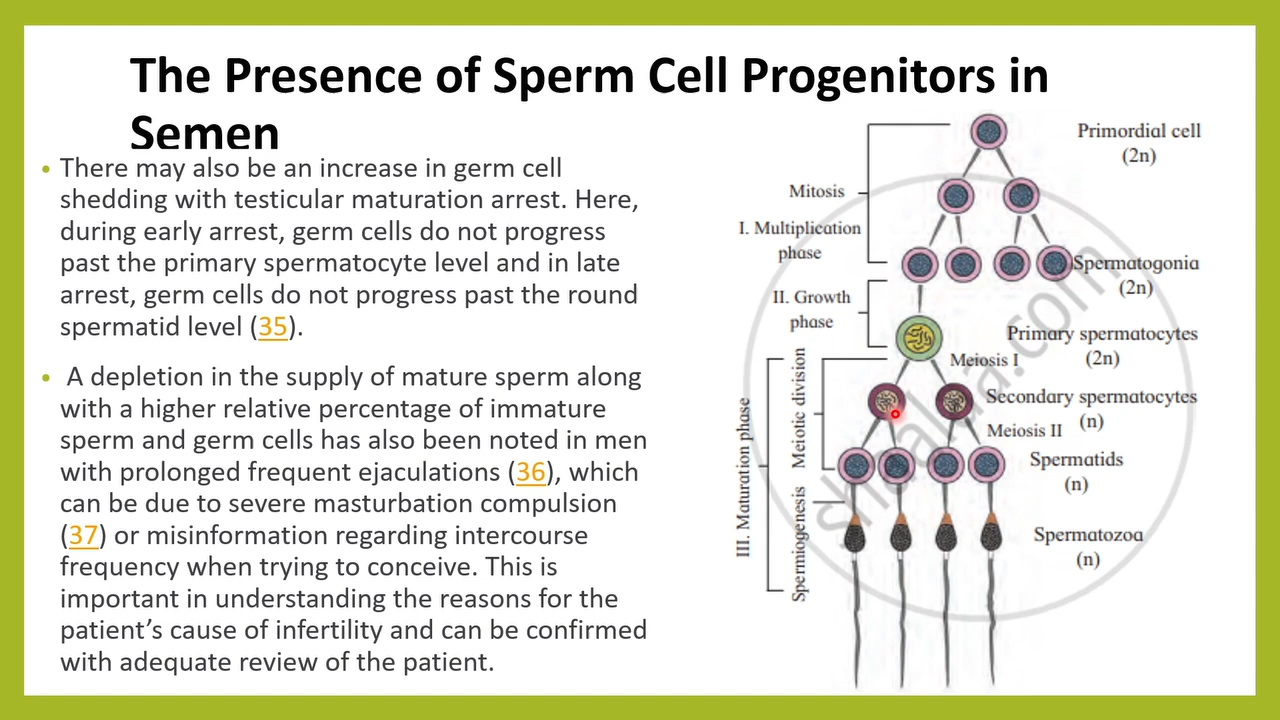 The Presence of Sperm Cell Progenitors in
Semen
• There may also be an increase in germ cell
shedding with testicular maturation arrest. Here,
during early arrest, germ cells do not progress
past the primary spermatocyte level and in late
arrest, germ cells do not progress past the round
spermatid level (35).
• A depletion in the supply of mature sperm along
with a higher relative percentage of immature
sperm and germ cells has also been noted in men
with prolonged frequent ejaculations (36), which
can be due to severe masturbation compulsion
(37) or misinformation regarding intercourse
frequency when trying to conceive. This is
important in understanding the reasons for the
patient’s cause of infertility and can be confirmed
with adequate review of the patient.
Primordial cell
(2n)
Mitosis
I. Multiplication
phase
Spermatogonia
(2n)
II. Growth
phase
Primary spermatocytes
(2n)
Meiosis I
Secondary spermatocytes
(n)
Meiosis II
Spermatids
(n)
Spermatozoa
(n)
III. Maturation phase
Meiotic division
Spermiogenesis
shaalaa.com